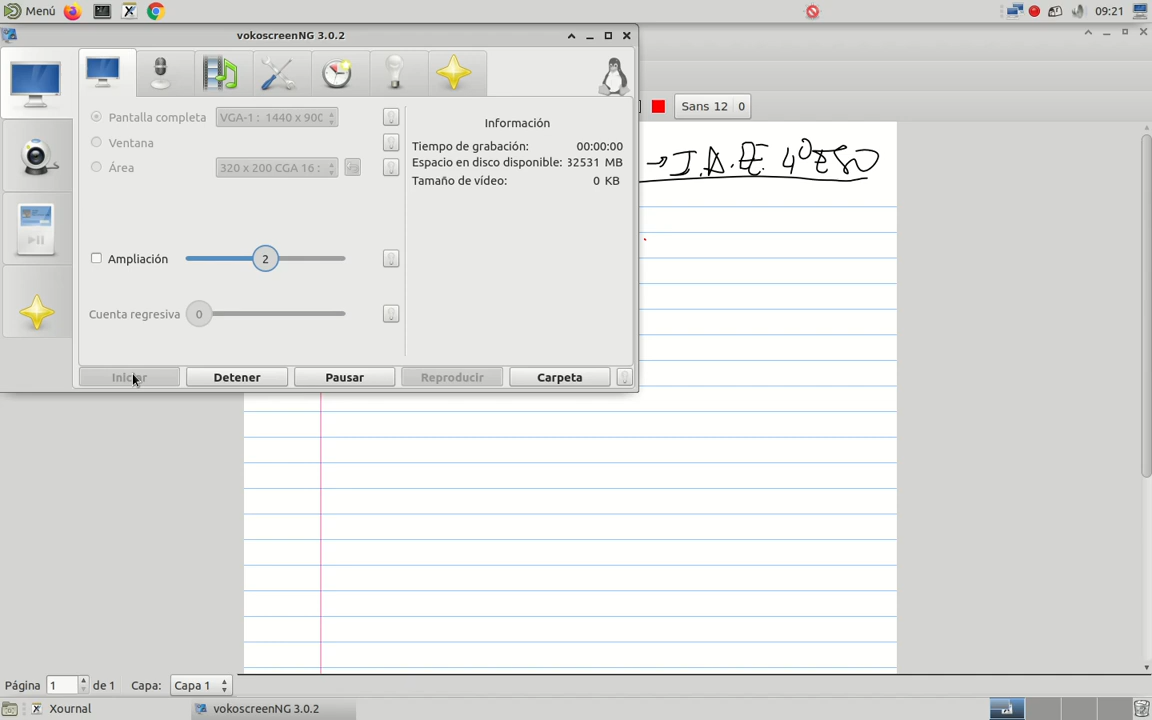 Menú
09:21
vokoscreenNG 3.0.2
Pantalla completa
VGA-1 : 1440 x 90
Ventana
Área
320 x 200 CGA 16 :
Ampliación
2
Cuenta regresiva
0
Información
Tiempo de grabación: 00:00:00
Espacio en disco disponible: 32531 MB
Tamaño de vídeo: 0 KB
Iniciar
Detener
Pausar
Reproducir
Carpeta
Sans 12 0
→ I.A.E. 4º ESO
Página 1 de 1 Capa: Capa 1
Xournal
vokoscreenNG 3.0.2